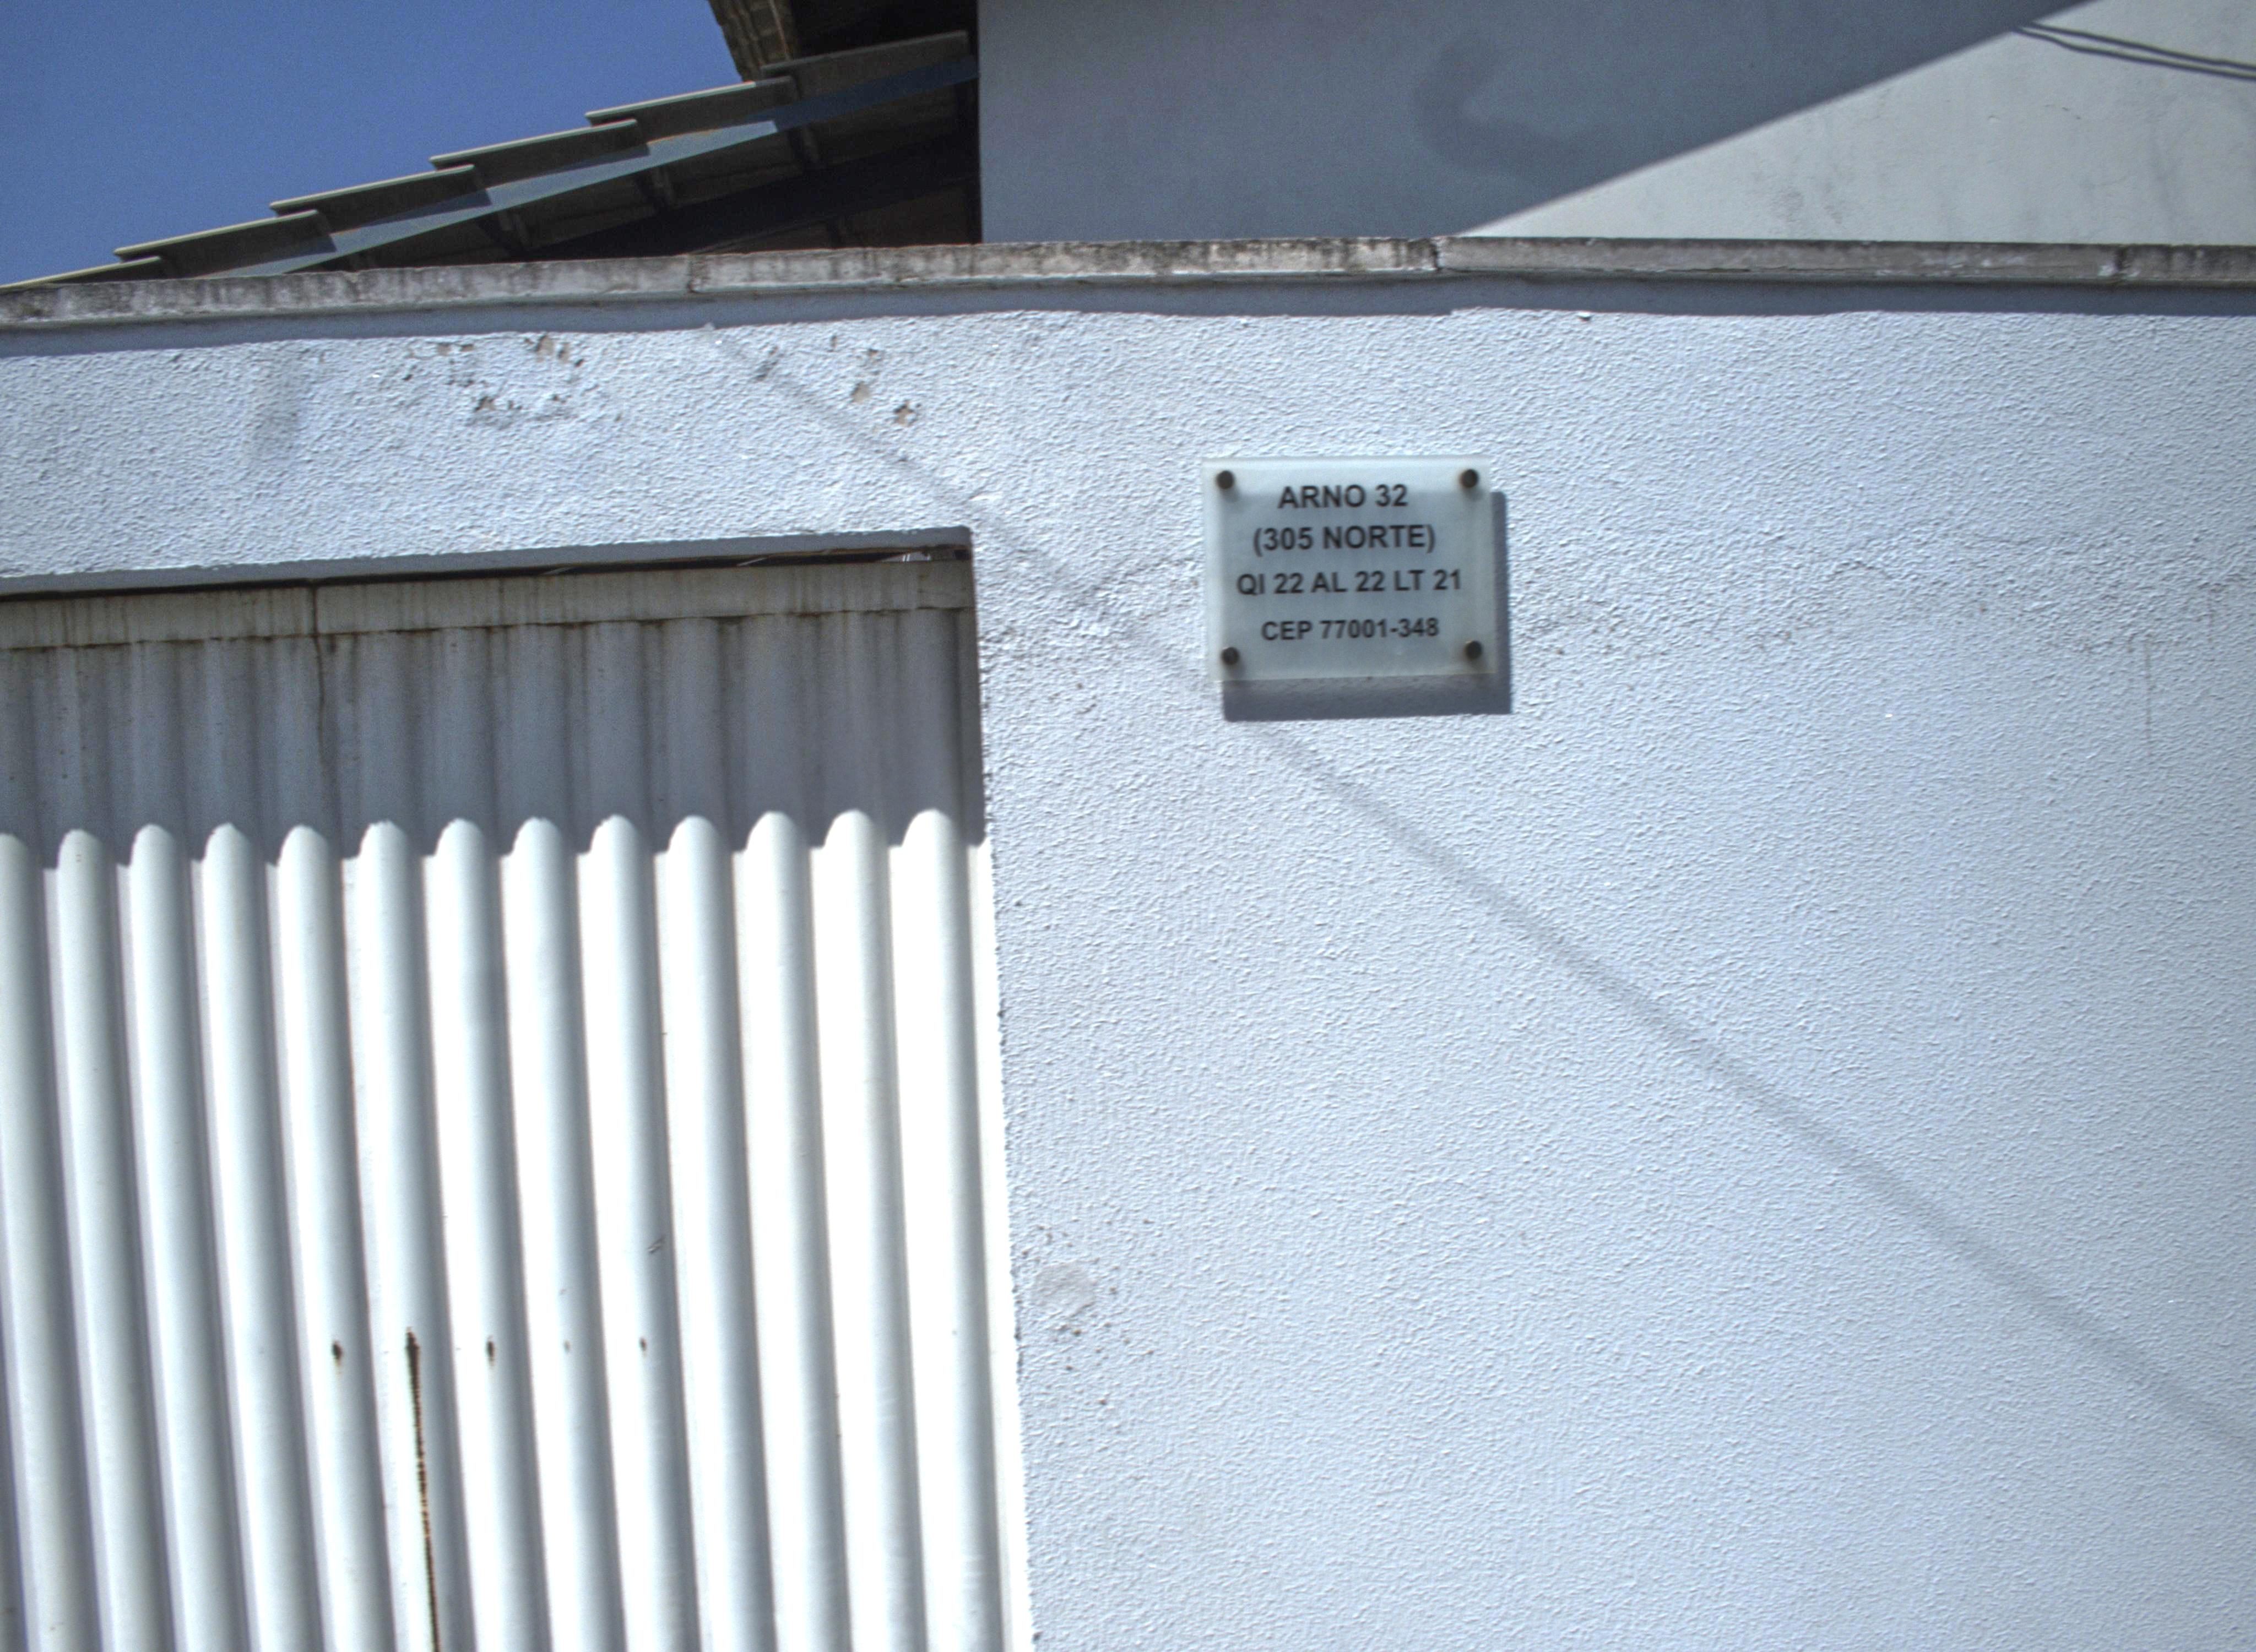 ARNO 32
(305 NORTE)
QI 22 AL 22 LT 21
CEP 77001-348